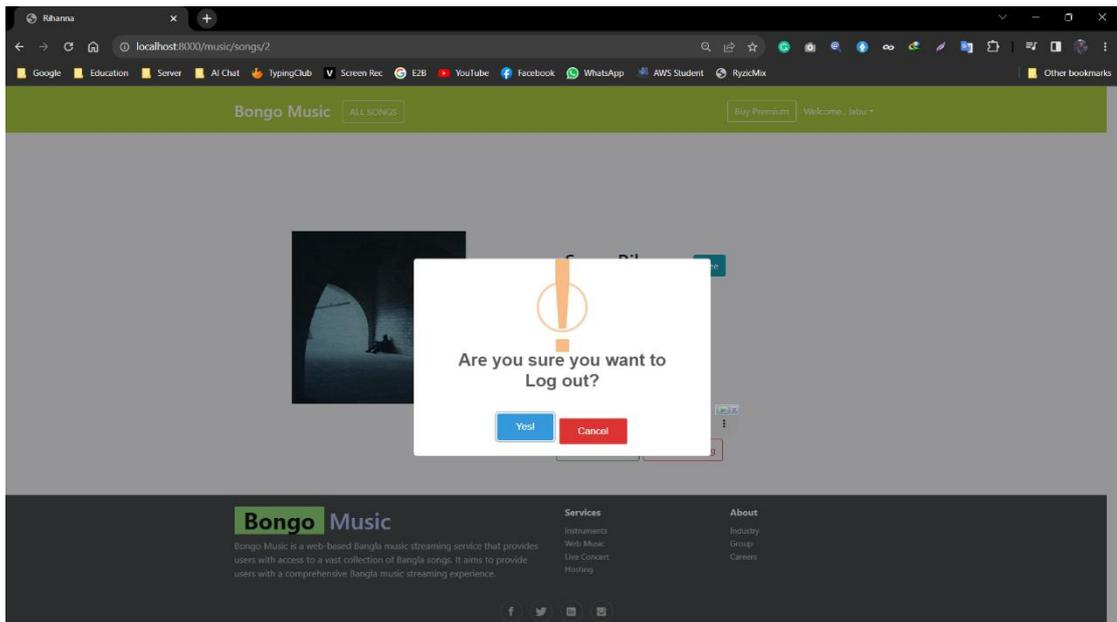 Rihanna
localhost:8000/music/songs/2
Google Education Server AI Chat TypingClub Screen Rec E2B YouTube Facebook WhatsApp AWS Student RyzicMix Other bookmarks
Bongo Music ALL SONGS Buy Premium Welcome , Jabu
Are you sure you want to
Log out?
Yes! Cancel
Bongo Music
Bongo Music is a web-based Bangla music streaming service that provides
users with access to a vast collection of Bangla songs. It aims to provide
users with a comprehensive Bangla music streaming experience.
Services
Instruments
Web Music
Live Concert
Hosting
About
Industry
Group
Careers